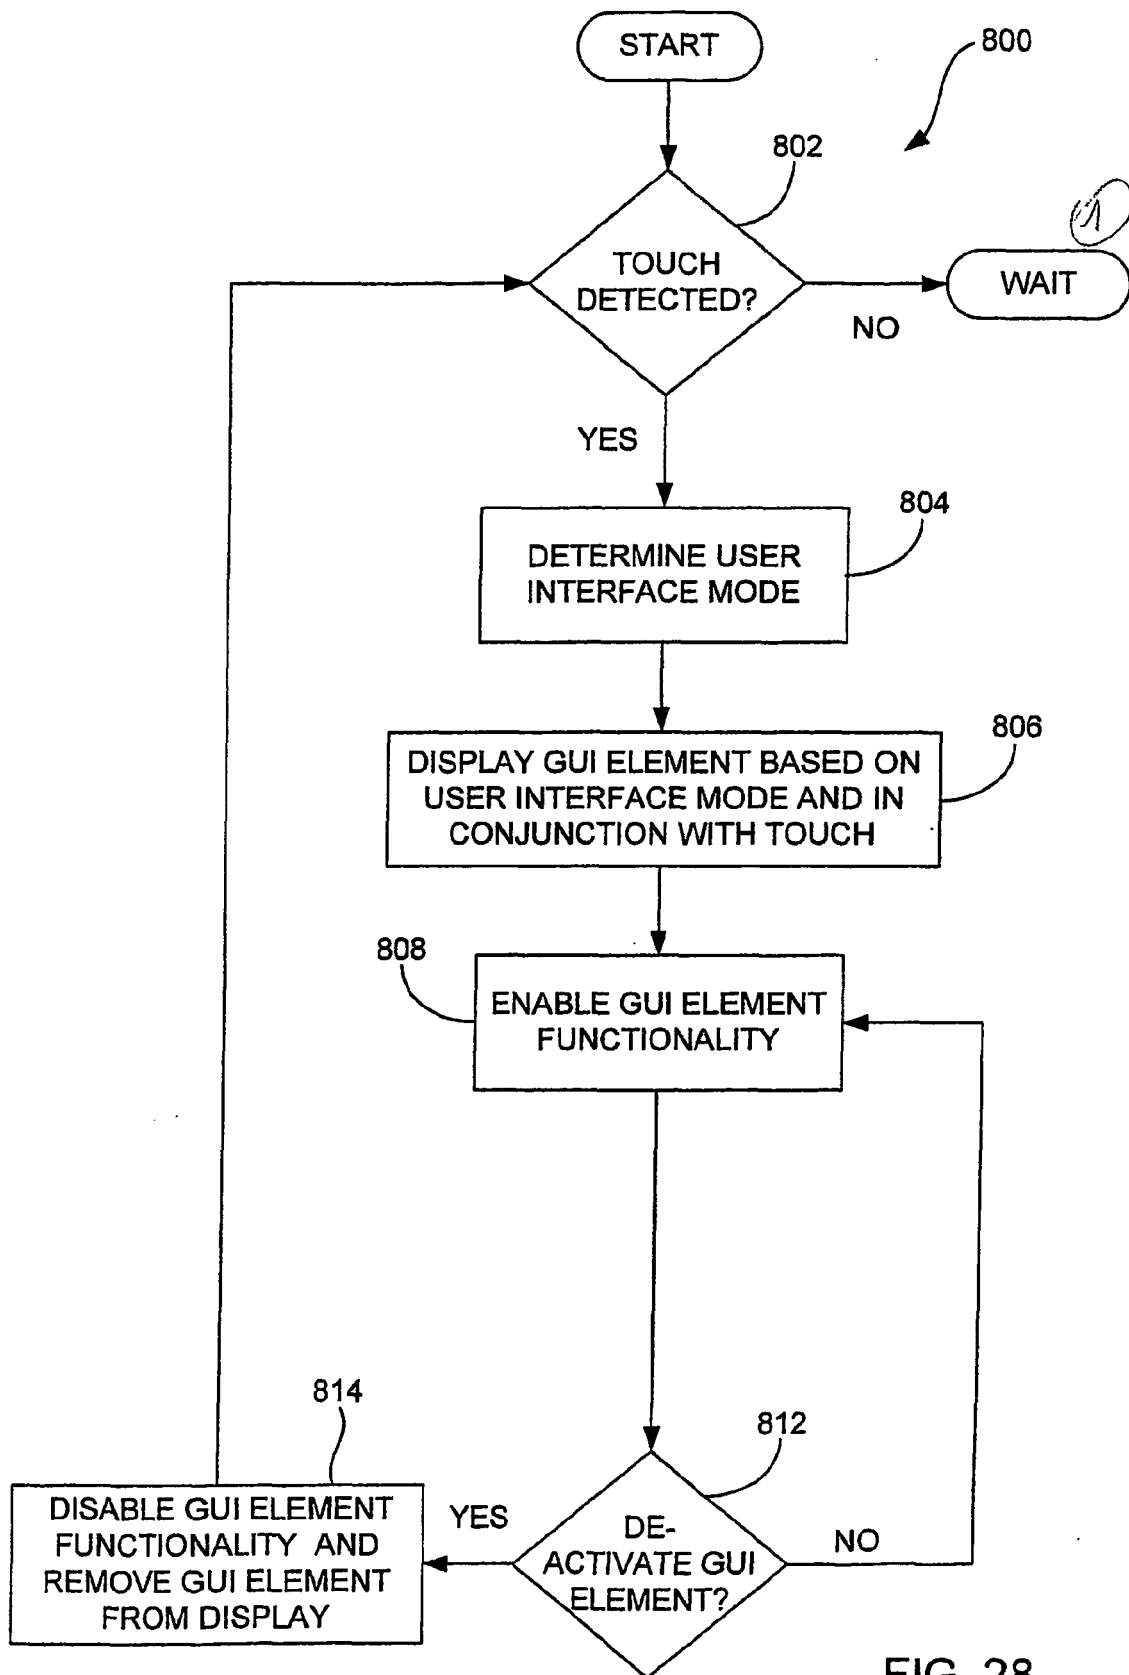 START
800
802
TOUCH
DETECTED?
WAIT
NO
YES
804
DETERMINE USER
INTERFACE MODE
806
DISPLAY GUI ELEMENT BASED ON
USER INTERFACE MODE AND IN
CONJUNCTION WITH TOUCH
808
ENABLE GUI ELEMENT
FUNCTIONALITY
814
812
DISABLE GUI ELEMENT
FUNCTIONALITY AND
REMOVE GUI ELEMENT
FROM DISPLAY
YES
DE-
ACTIVATE GUI
ELEMENT?
NO
FIG. 28